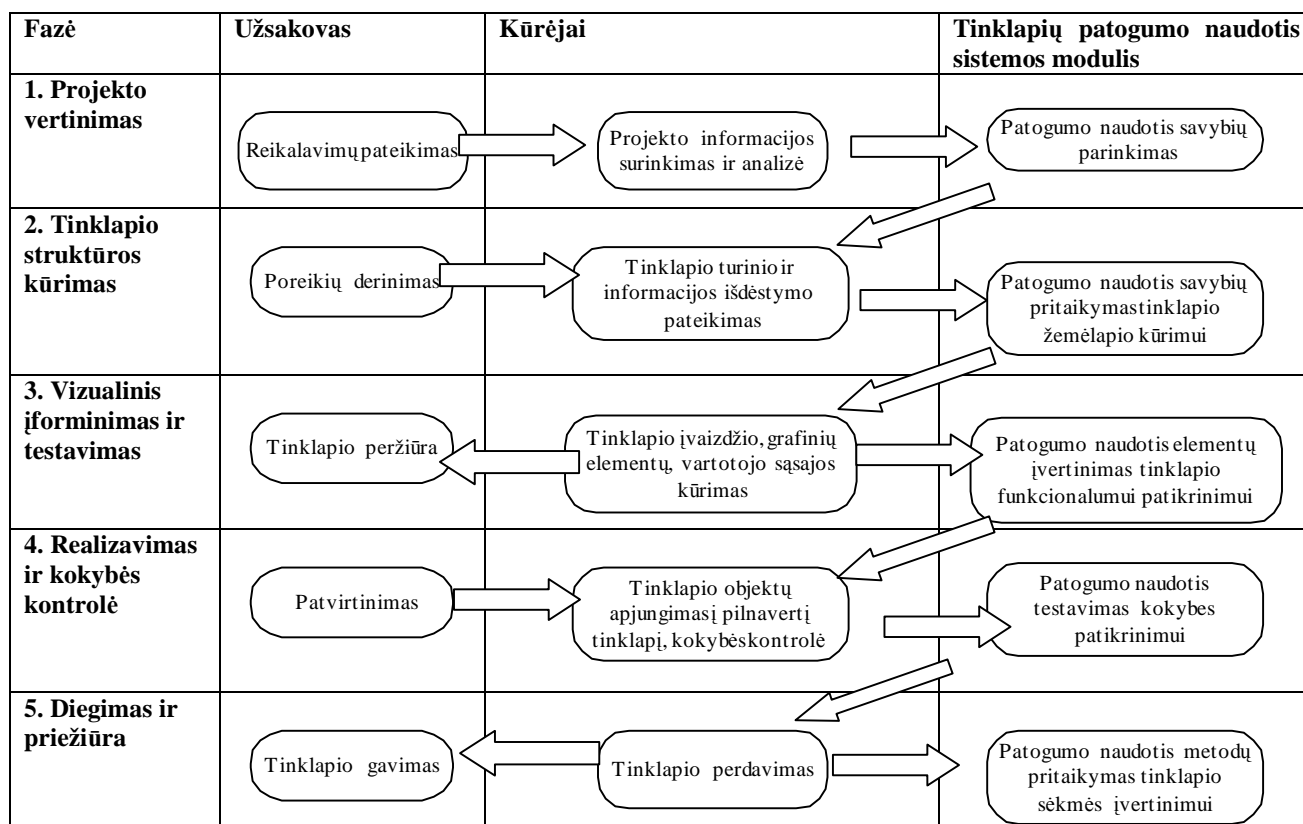 Fazė
Užsakovas
Kūrėjai
Tinklapių patogumo naudotis
sistemos modulis
1. Projekto
vertinimas
Reikalavimų pateikimas
Projekto informacijos
surinkimas ir analizė
Patogumo naudotis savybių
parinkimas
2. Tinklapio
struktūros
kūrimas
Poreikių derinimas
Tinklapio turinio ir
informacijos išdėstymo
pateikimas
Patogumo naudotis savybių
pritaikymas tinklapio
žemėlapio kūrimui
3. Vizualinis
įforminimas ir
testavimas
Tinklapio peržiūra
Tinklapio įvaizdžio, grafinių
elementų, vartotojo sąsajos
kūrimas
Patogumo naudotis elementų
įvertinimas tinklapio
funkcionalumui patikrinimui
4. Realizavimas
ir kokybės
kontrolė
Patvirtinimas
Tinklapio objektų
apjungimas į pilnavertį
tinklapį, kokybės kontrolė
Patogumo naudotis
testavimas kokybes
patikrinimui
5. Diegimas ir
priežiūra
Tinklapio gavimas
Tinklapio perdavimas
Patogumo naudotis metodų
pritaikymas tinklapio
sėkmės įvertinimui